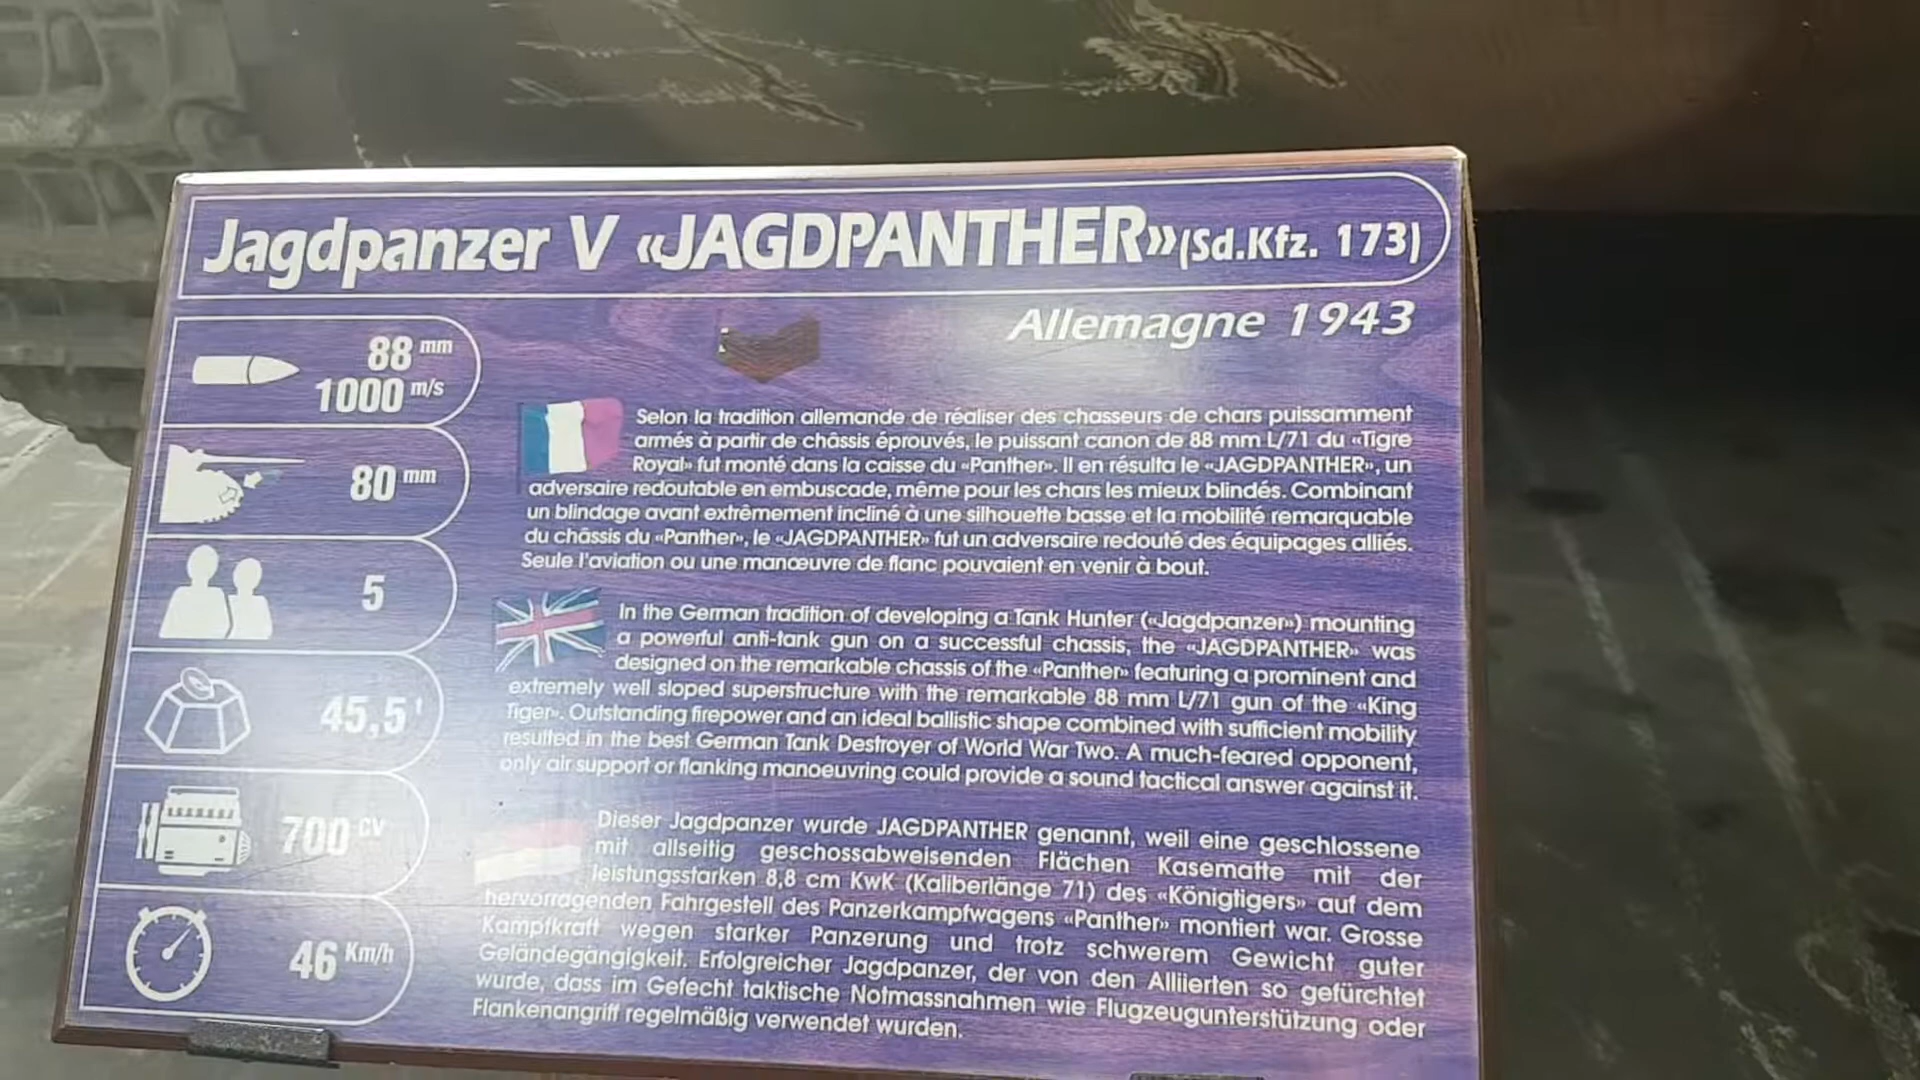 Jagdpanzer V «JAGDPANTHER» (Sd.Kfz. 173)
Allemagne 1943
88 mm
1000 m/s
80 mm
5
45,5 t
700 CV
46 Km/h
Selon la tradition allemande de réaliser des chasseurs de chars puissamment
armés à partir de châssis éprouvés, le puissant canon de 88 mm L/71 du «Tigre
Royal» fut monté dans la caisse du «Panther». Il en résulta le «JAGDPANTHER», un
adversaire redoutable en embuscade, même pour les chars les mieux blindés. Combinant
un blindage avant extrêmement incliné à une silhouette basse et la mobilité remarquable
du châssis du «Panther», le «JAGDPANTHER» fut un adversaire redouté des équipages alliés.
Seule l'aviation ou une manœuvre de flanc pouvaient en venir à bout.
In the German tradition of developing a Tank Hunter («Jagdpanzer») mounting
a powerful anti-tank gun on a successful chassis, the «JAGDPANTHER» was
designed on the remarkable chassis of the «Panther» featuring a prominent and
extremely well sloped superstructure with the remarkable 88 mm L/71 gun of the «King
Tiger». Outstanding firepower and an ideal ballistic shape combined with sufficient mobility
resulted in the best German Tank Destroyer of World War Two. A much-feared opponent,
only air support or flanking manoeuvring could provide a sound tactical answer against it.
Dieser Jagdpanzer wurde JAGDPANTHER genannt, weil eine geschlossene
mit allseitig geschossabweisenden Flächen Kasematte mit der
leistungsstarken 8,8 cm KwK (Kaliberlänge 71) des «Königtigers» auf dem
hervorragenden Fahrgestell des Panzerkampfwagens «Panther» montiert war. Grosse
Kampfkraft wegen starker Panzerung und trotz schwerem Gewicht guter
Geländegängigkeit. Erfolgreicher Jagdpanzer, der von den Alliierten so gefürchtet
wurde, dass im Gefecht taktische Notmassnahmen wie Flugzeugunterstützung oder
Flankenangriff regelmäßig verwendet wurden.